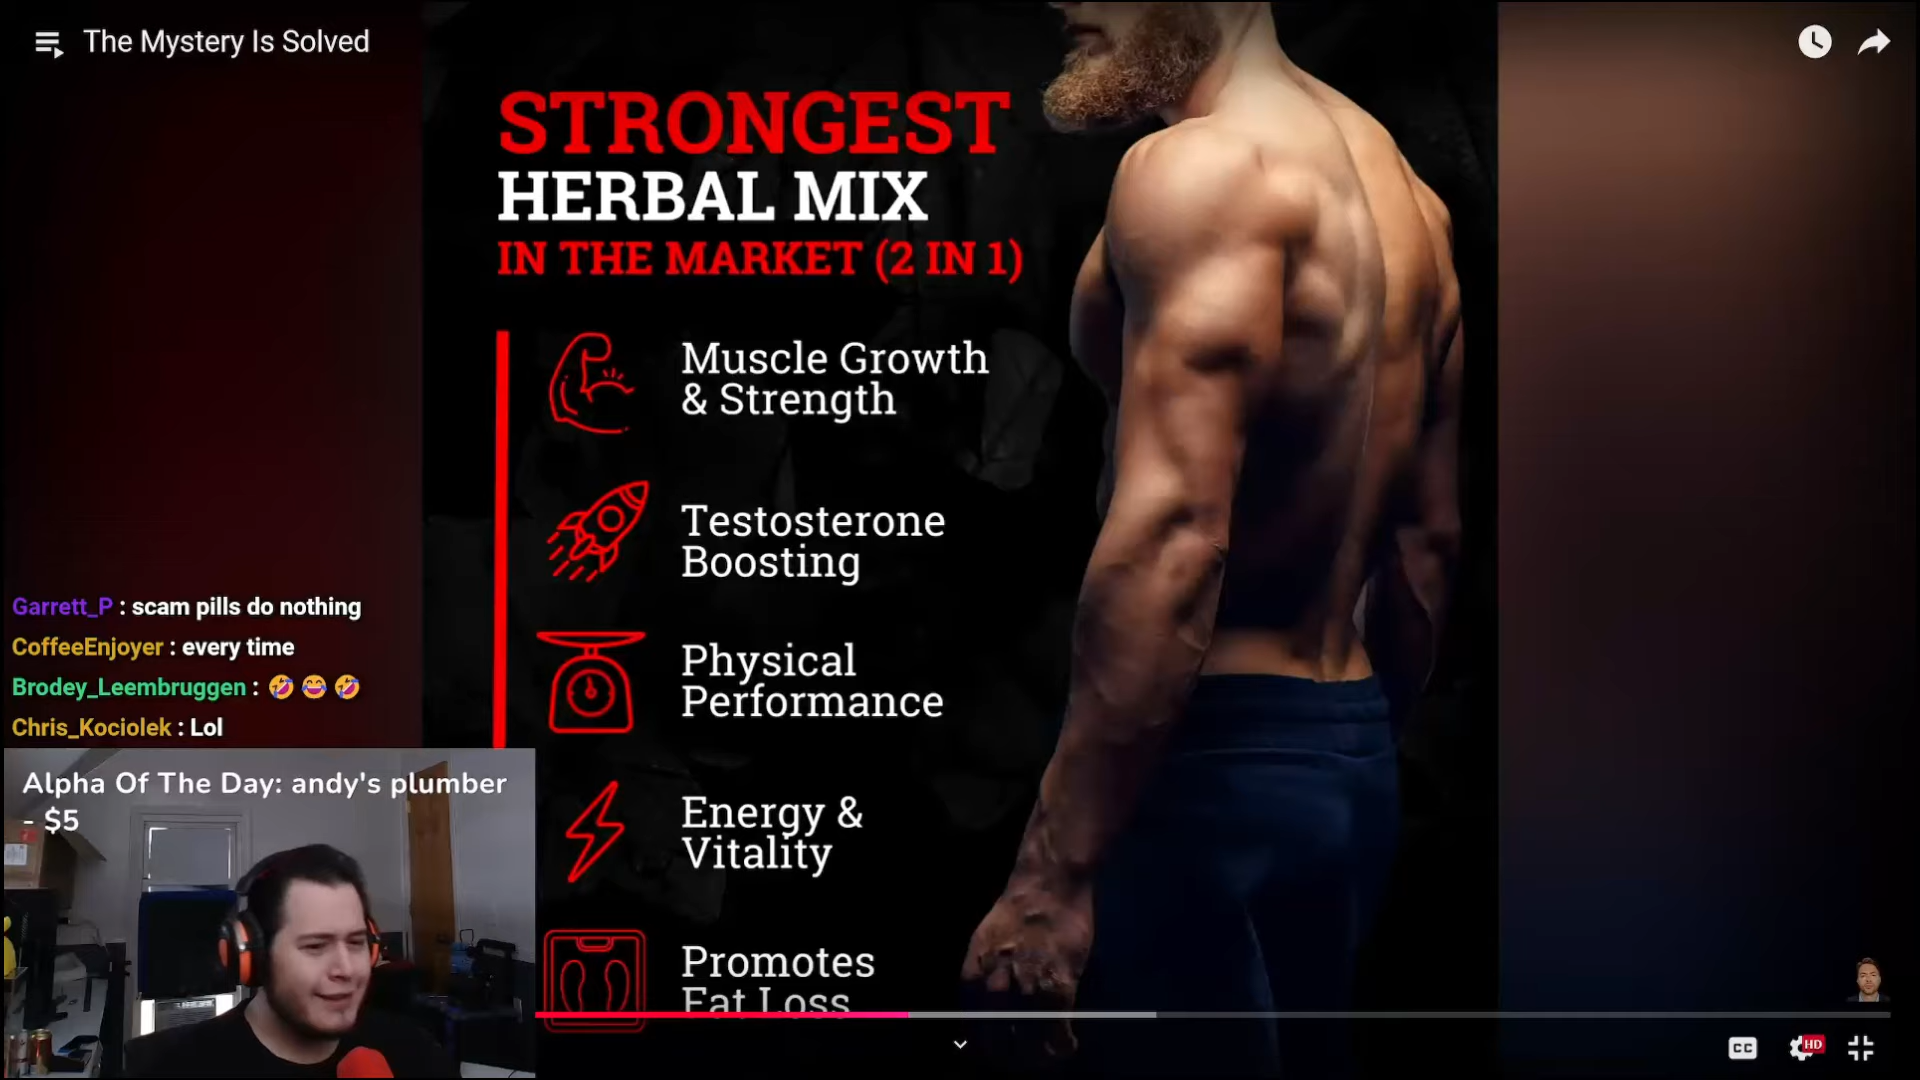 The Mystery Is Solved
STRONGEST
HERBAL MIX
IN THE MARKET (2 IN 1)
Muscle Growth
& Strength
Testosterone
Boosting
Physical
Performance
Energy &
Vitality
Promotes
Fat Loss
Garrett_P : scam pills do nothing
CoffeeEnjoyer : every time
Brodey_Leembruggen : 🤣 😂 🤣
Chris_Kociolek : Lol
Alpha Of The Day: andy's plumber
- $5
CC
HD